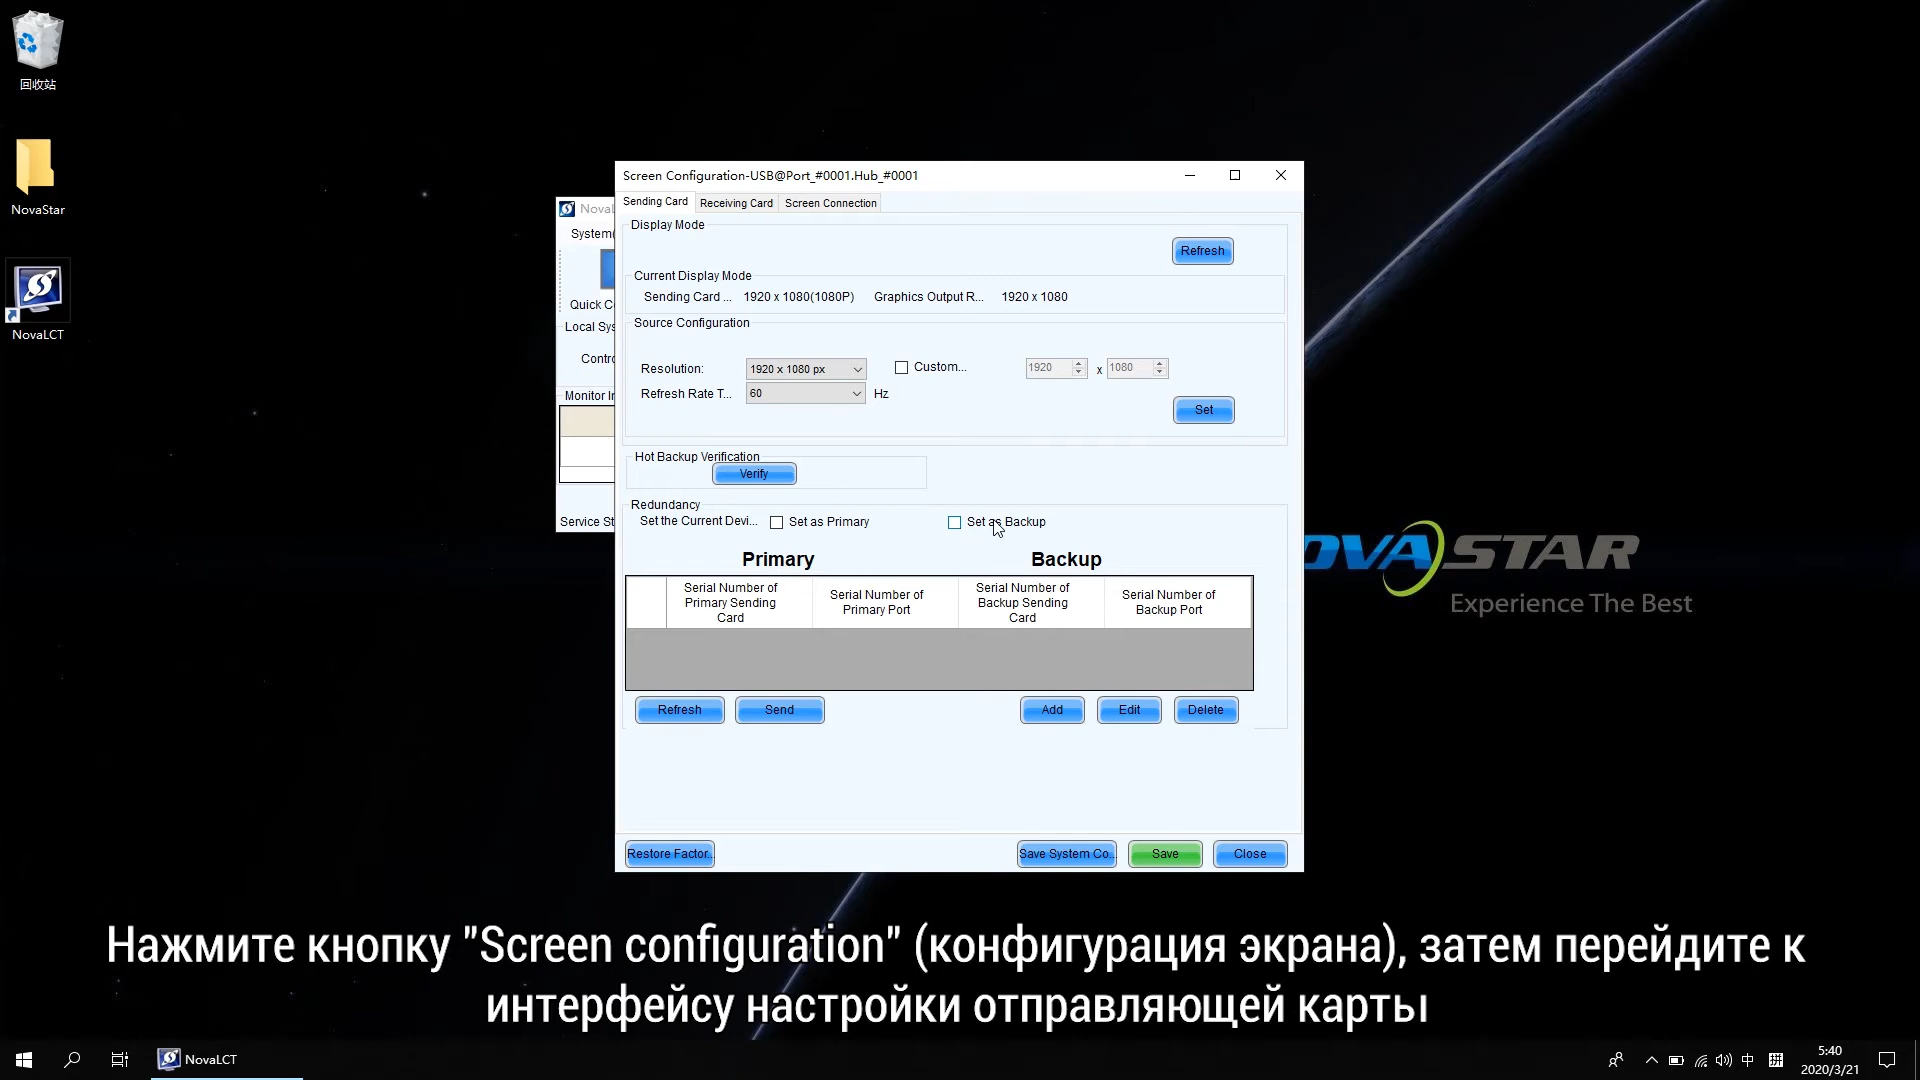 回收站
NovaStar
NovaLCT
Screen Configuration-USB@Port_#0001.Hub_#0001
Sending Card
Receiving Card
Screen Connection
Display Mode
Refresh
Current Display Mode
Sending Card ...
1920 x 1080(1080P)
Graphics Output R...
1920 x 1080
Source Configuration
Resolution:
1920 x 1080 px
Custom...
1920
x
1080
Refresh Rate T...
60
Hz
Set
Hot Backup Verification
Verify
Redundancy
Set the Current Devi...
Set as Primary
Set as Backup
Primary
Backup
Serial Number of
Primary Sending
Card
Serial Number of
Primary Port
Serial Number of
Backup Sending
Card
Serial Number of
Backup Port
Refresh
Send
Add
Edit
Delete
Restore Factor...
Save System Co...
Save
Close
System(
Quick C
Local Sys
Contro
Monitor In
Service St
OVASTAR
Experience The Best
Нажмите кнопку "Screen configuration" (конфигурация экрана), затем перейдите к
интерфейсу настройки отправляющей карты
NovaLCT
中
拼
5:40
2020/3/21